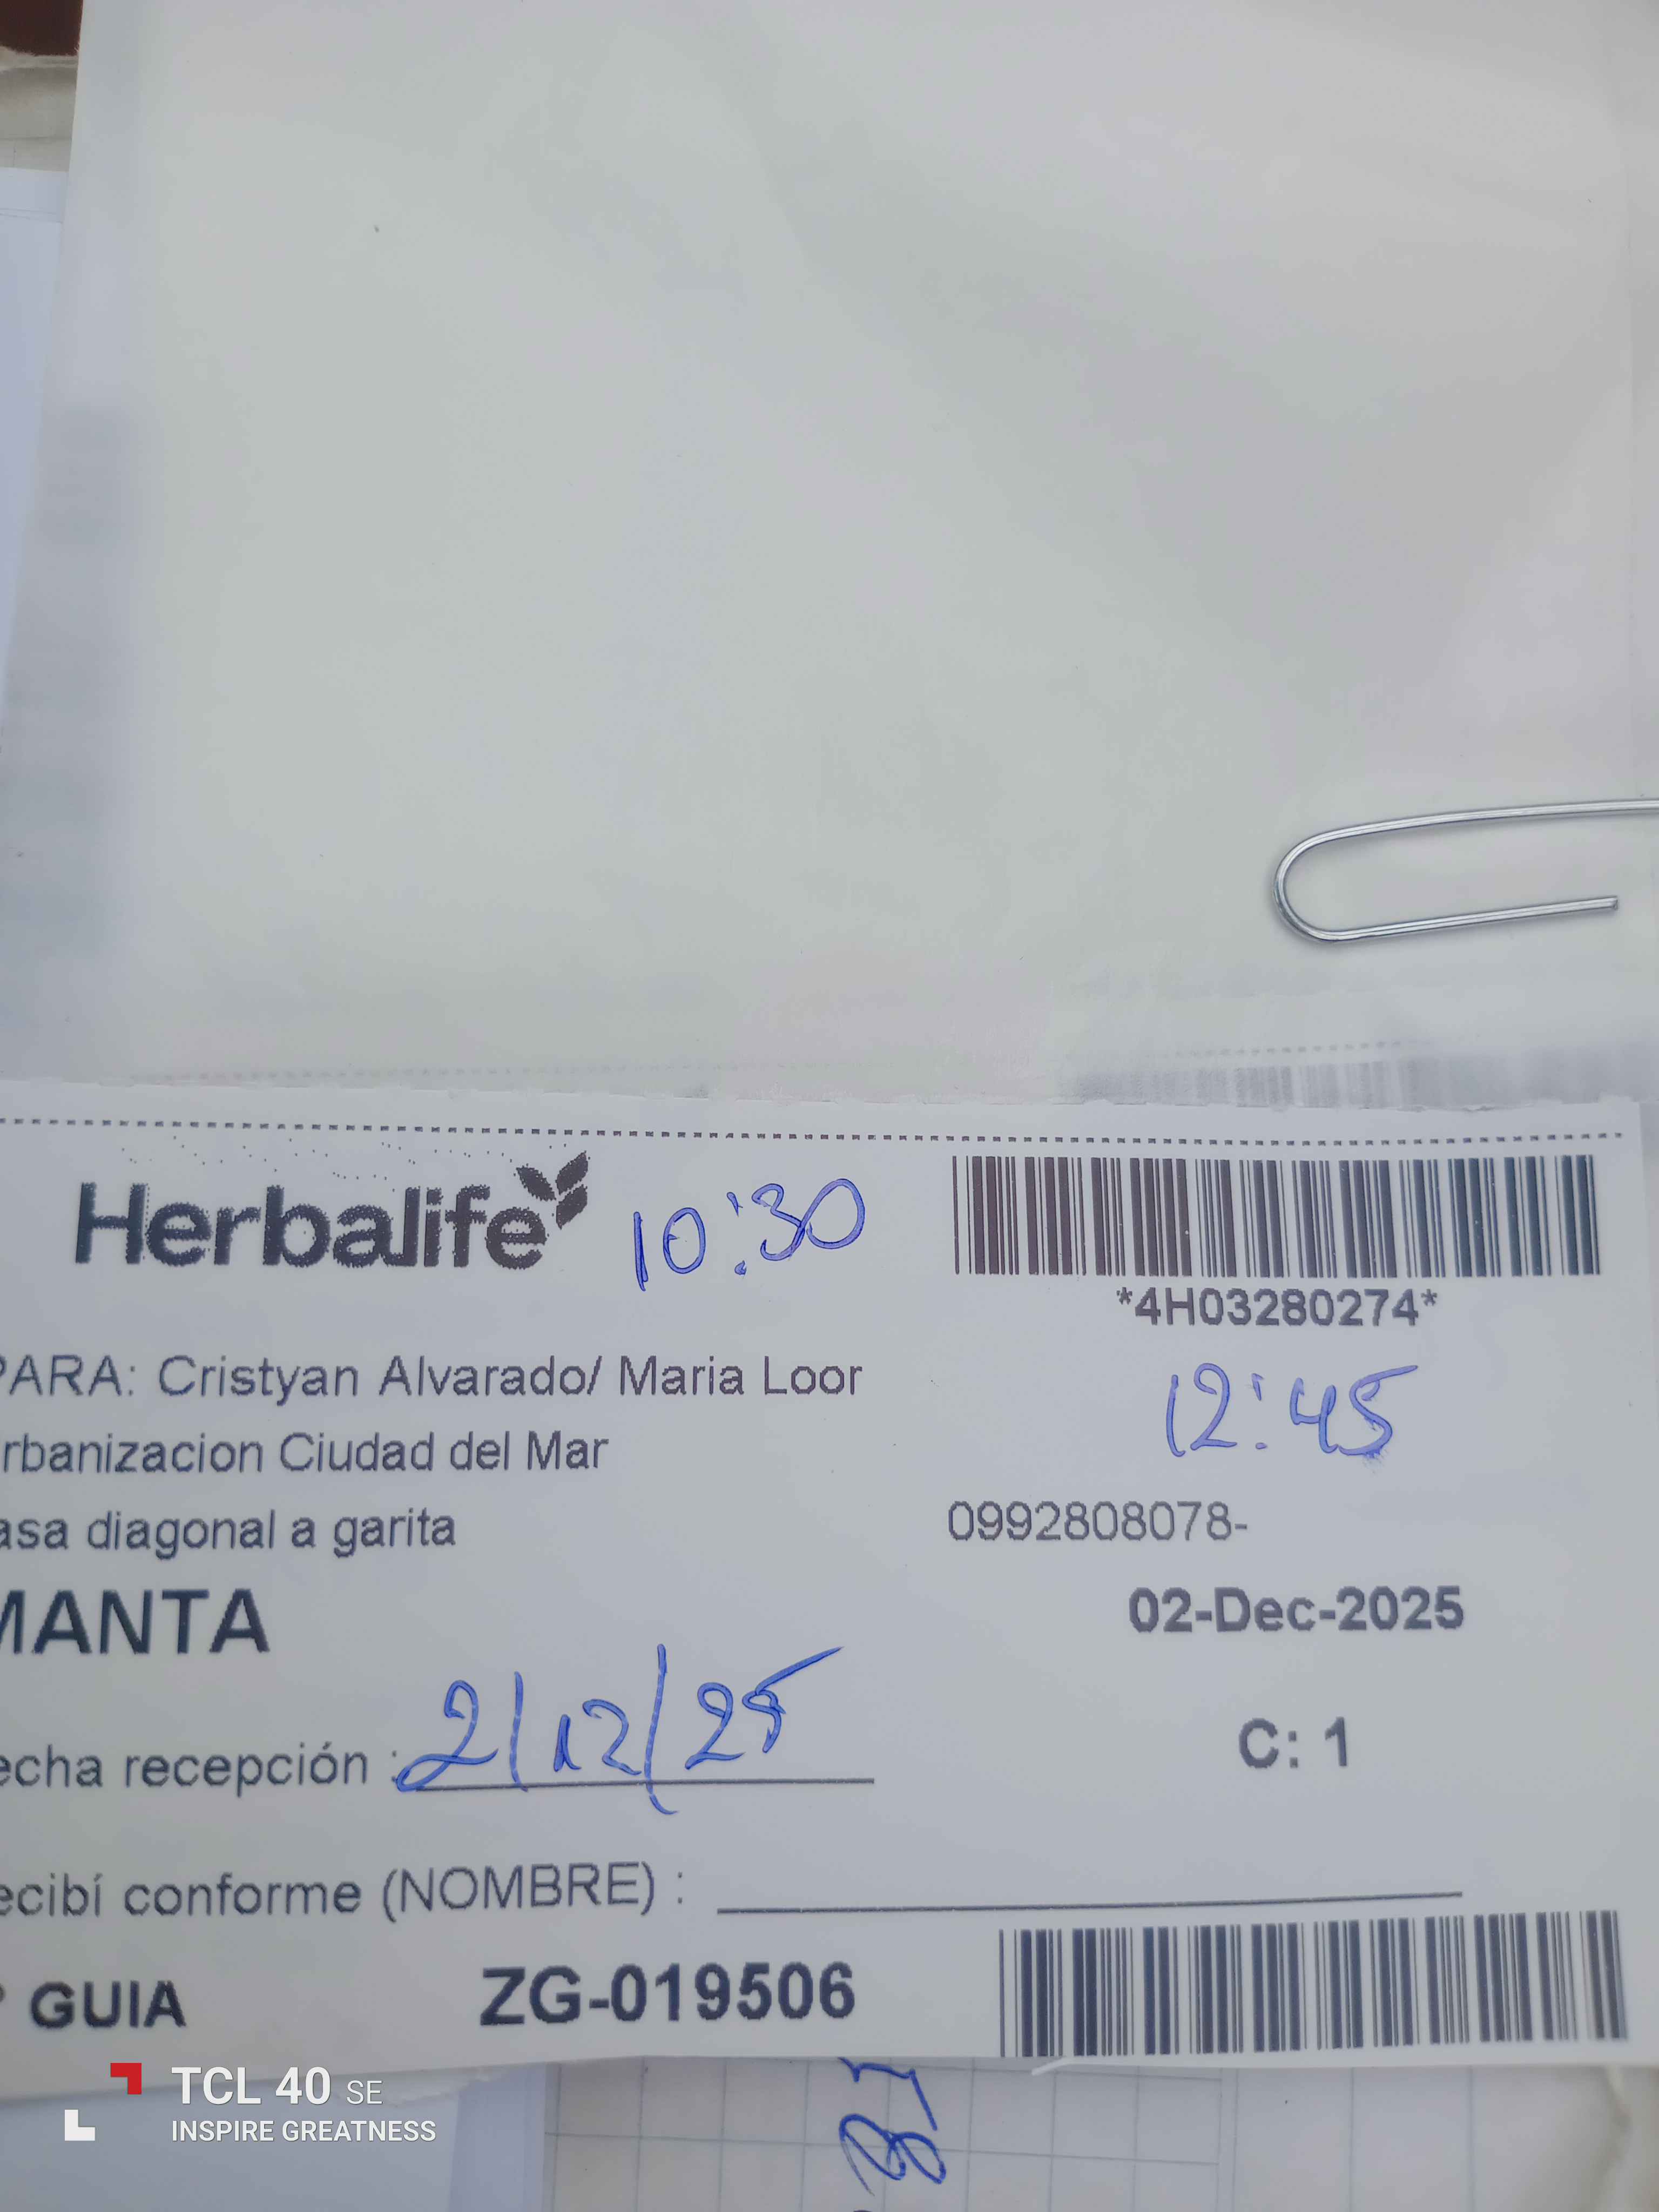 Herbalife 10:30
*4H03280274*
PARA: Cristyan Alvarado/ Maria Loor
12:45
rbanizacion Ciudad del Mar
asa diagonal a garita
0992808078-
MANTA
02-Dec-2025
echa recepción : 2/12/25
C: 1
ecibí conforme (NOMBRE) :
GUIA ZG-019506
TCL 40 SE
INSPIRE GREATNESS